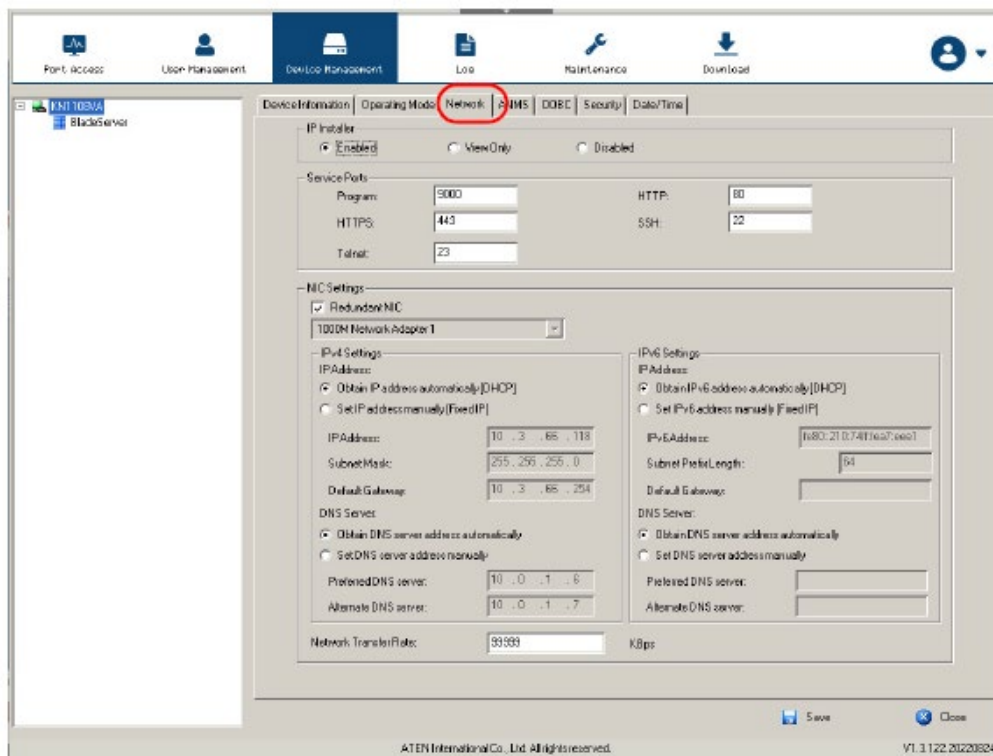 Port Access
User Management
Device Management
Log
Maintenance
Download
KN1108VA
BladeServer
Device Information
Operating Mode
Network
ANMS
OOBC
Security
Date/Time
IP Installer
Enabled
View Only
Disabled
Service Ports
Program: 9000
HTTP: 80
HTTPS: 443
SSH: 22
Telnet: 23
NIC Settings
Redundant NIC
1000M Network Adapter 1
IPv4 Settings
IP Address:
Obtain IP address automatically [DHCP]
Set IP address manually [Fixed IP]
IP Address: 10 . 3 . 66 . 118
Subnet Mask: 255 . 255 . 255 . 0
Default Gateway: 10 . 3 . 66 . 254
DNS Server:
Obtain DNS server address automatically
Set DNS server address manually
Preferred DNS server: 10 . 0 . 1 . 6
Alternate DNS server: 10 . 0 . 1 . 7
IPv6 Settings
IP Address:
Obtain IPv6 address automatically [DHCP]
Set IPv6 address manually [Fixed IP]
IPv6 Address:
Subnet Prefix Length: 64
Default Gateway:
DNS Server:
Obtain DNS server address automatically
Set DNS server address manually
Preferred DNS server:
Alternate DNS server:
Network Transfer Rate: 99999 KBps
Save
Close
ATEN International Co., Ltd. All rights reserved.
V1.1.122.20220824